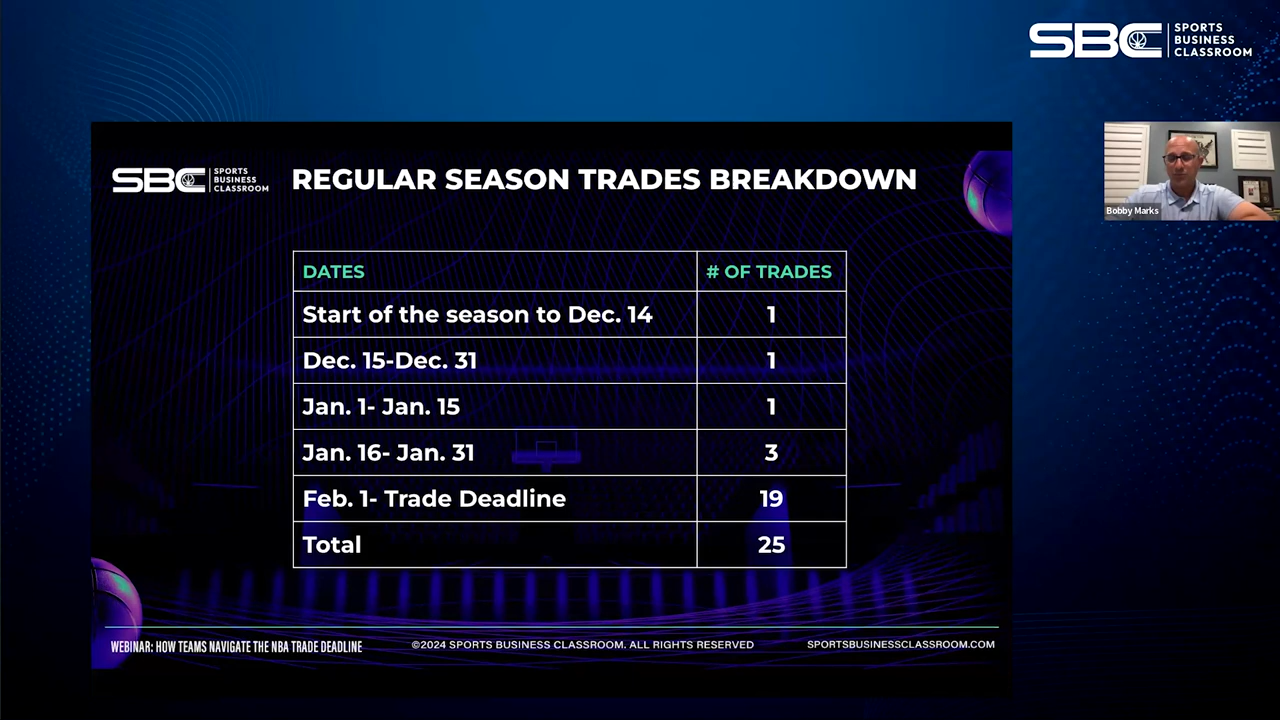 SBC SPORTS
BUSINESS
CLASSROOM
SBC SPORTS
BUSINESS
CLASSROOM
REGULAR SEASON TRADES BREAKDOWN
DATES # OF TRADES
Start of the season to Dec. 14 1
Dec. 15-Dec. 31 1
Jan. 1- Jan. 15 1
Jan. 16- Jan. 31 3
Feb. 1- Trade Deadline 19
Total 25
Bobby Marks
WEBINAR: HOW TEAMS NAVIGATE THE NBA TRADE DEADLINE ©2024 SPORTS BUSINESS CLASSROOM. ALL RIGHTS RESERVED SPORTSBUSINESSCLASSROOM.COM